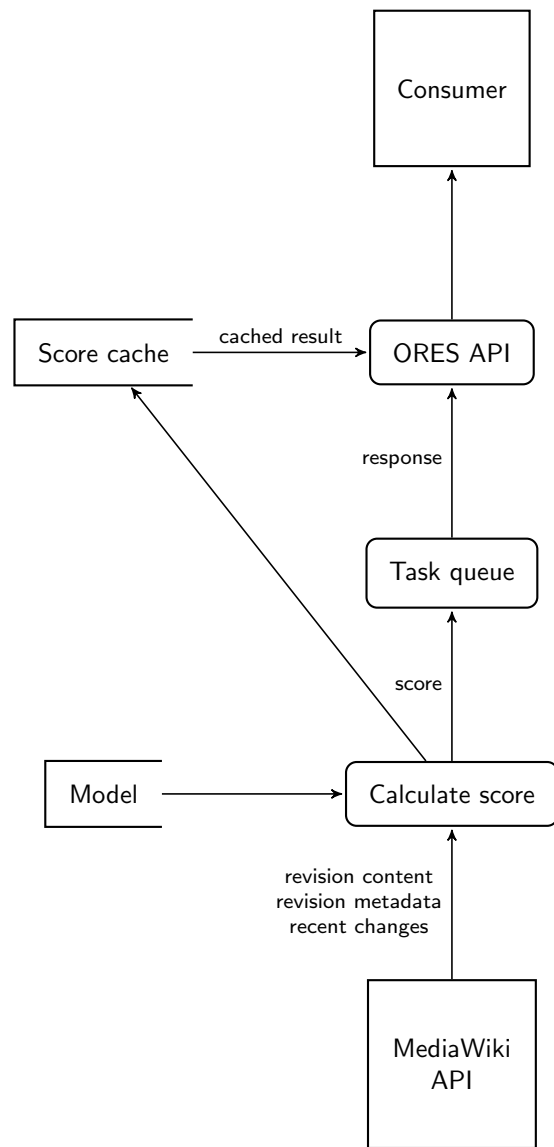 Consumer
cached result
Score cache
ORES API
response
Task queue
score
Model
Calculate score
revision content
revision metadata
recent changes
MediaWiki
API